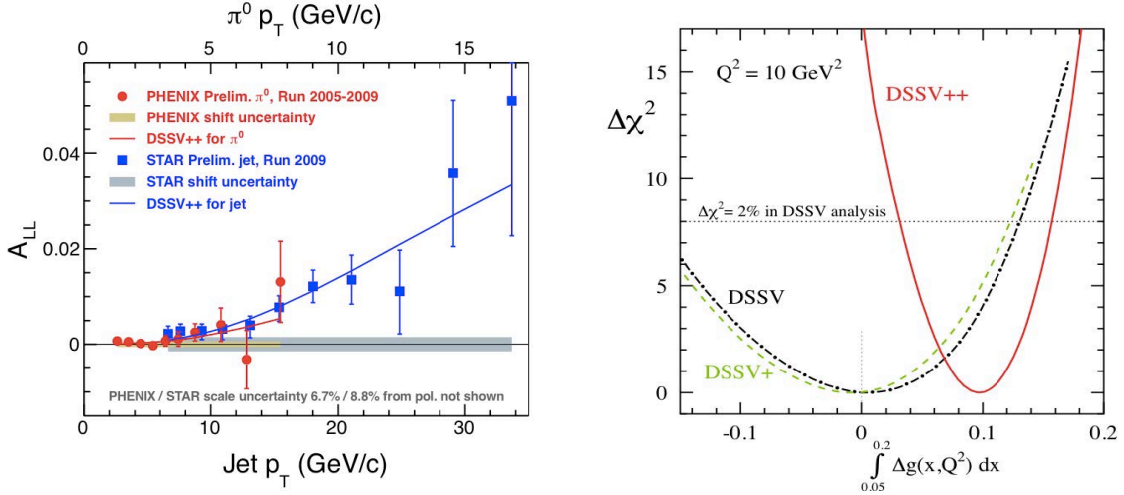 π⁰ p_T (GeV/c)
0 5 10 15
PHENIX Prelim. π⁰, Run 2005-2009
PHENIX shift uncertainty
DSSV++ for π⁰
STAR Prelim. jet, Run 2009
STAR shift uncertainty
DSSV++ for jet
A_LL
0.04
0.02
0
PHENIX / STAR scale uncertainty 6.7% / 8.8% from pol. not shown
0 10 20 30
Jet p_T (GeV/c)
Q² = 10 GeV²
DSSV++
Δχ²
15
10
5
0
Δχ²= 2% in DSSV analysis
DSSV
DSSV+
-0.1 0 0.1 0.2
0.2
∫ Δg(x,Q²) dx
0.05